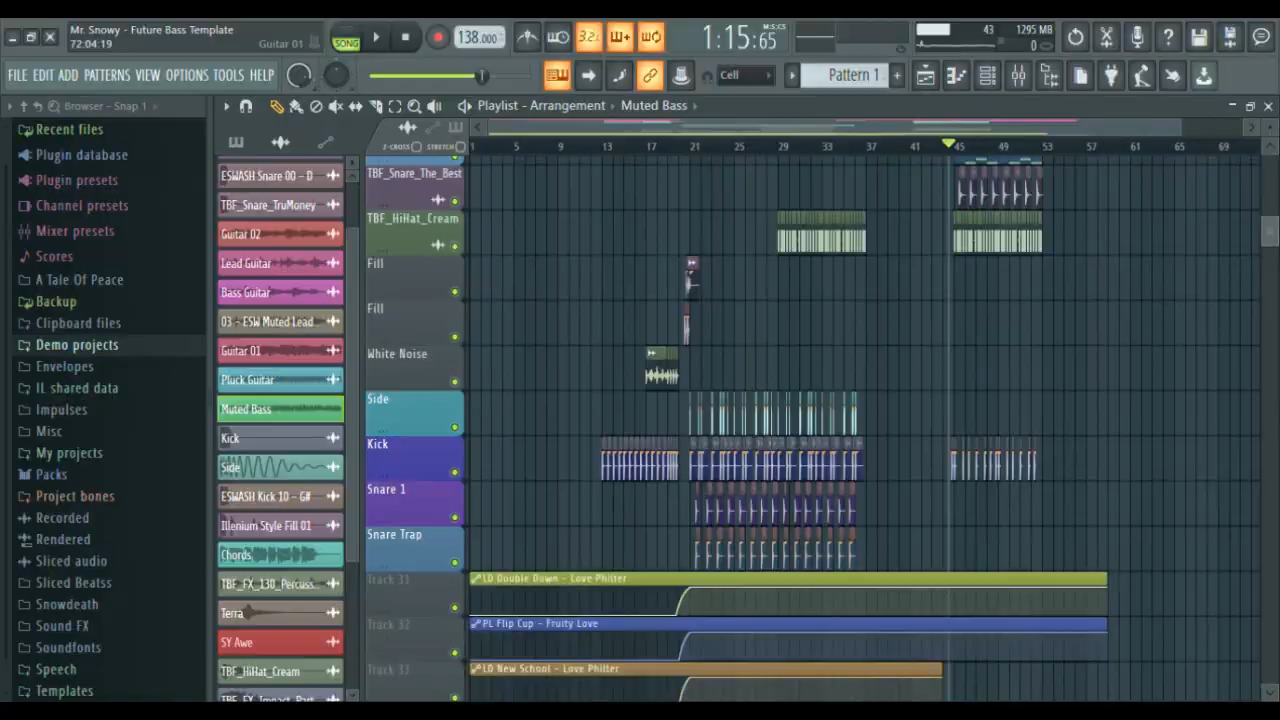 Mr. Snowy - Future Bass Template
72:04:19
Guitar 01
SONG
138.000
3.2.
1:15:65
M:S:CS
43
1295 MB
0
FILE EDIT ADD PATTERNS VIEW OPTIONS TOOLS HELP
Cell
Pattern 1
Browser - Snap 1
Playlist - Arrangement
Muted Bass
Recent files
Plugin database
Plugin presets
Channel presets
Mixer presets
Scores
A Tale Of Peace
Backup
Clipboard files
Demo projects
Envelopes
IL shared data
Impulses
Misc
My projects
Packs
Project bones
Recorded
Rendered
Sliced audio
Sliced Beatss
Snowdeath
Sound FX
Soundfonts
Speech
Templates
ESWASH Snare 00 - D
TBF_Snare_TruMoney
Guitar 02
Lead Guitar
Bass Guitar
03 - ESW Muted Lead
Guitar 01
Pluck Guitar
Muted Bass
Kick
Side
ESWASH Kick 10 - G#
Illenium Style Fill 01
Chords
TBF_FX_130_Percuss..
Terra
SY Awe
TBF_HiHat_Cream
TBF_FX_Impact_Part
Z-CROSS
STRETCH
1 5 9 13 17 21 25 29 33 37 41 45 49 53 57 61 65 69
TBF_Snare_The_Best
TBF_HiHat_Cream
Fill
Fill
White Noise
Side
Kick
Snare 1
Snare Trap
Track 31
LD Double Down - Love Philter
Track 32
PL Flip Cup - Fruity Love
Track 33
LD New School - Love Philter